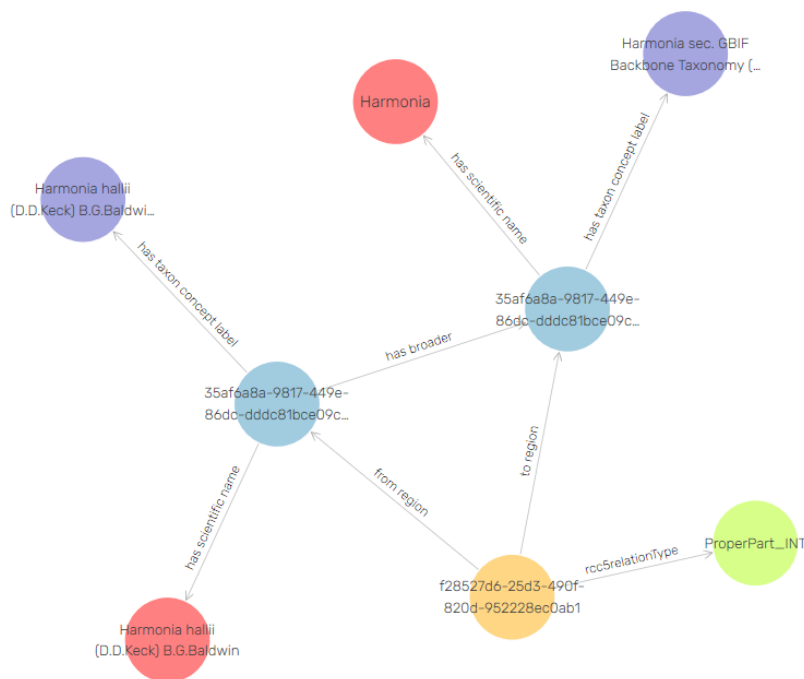 Harmonia sec. GBIF
Backbone Taxonomy (…
Harmonia
has scientific name
has taxon concept label
Harmonia hallii
(D.D.Keck) B.G.Baldwi…
has taxon concept label
35af6a8a-9817-449e-
86dc-dddc81bce09c…
has broader
35af6a8a-9817-449e-
86dc-dddc81bce09c…
from region
to region
has scientific name
ProperPart_INT
rcc5relationType
f28527d6-25d3-490f-
820d-952228ec0ab1
Harmonia hallii
(D.D.Keck) B.G.Baldwin